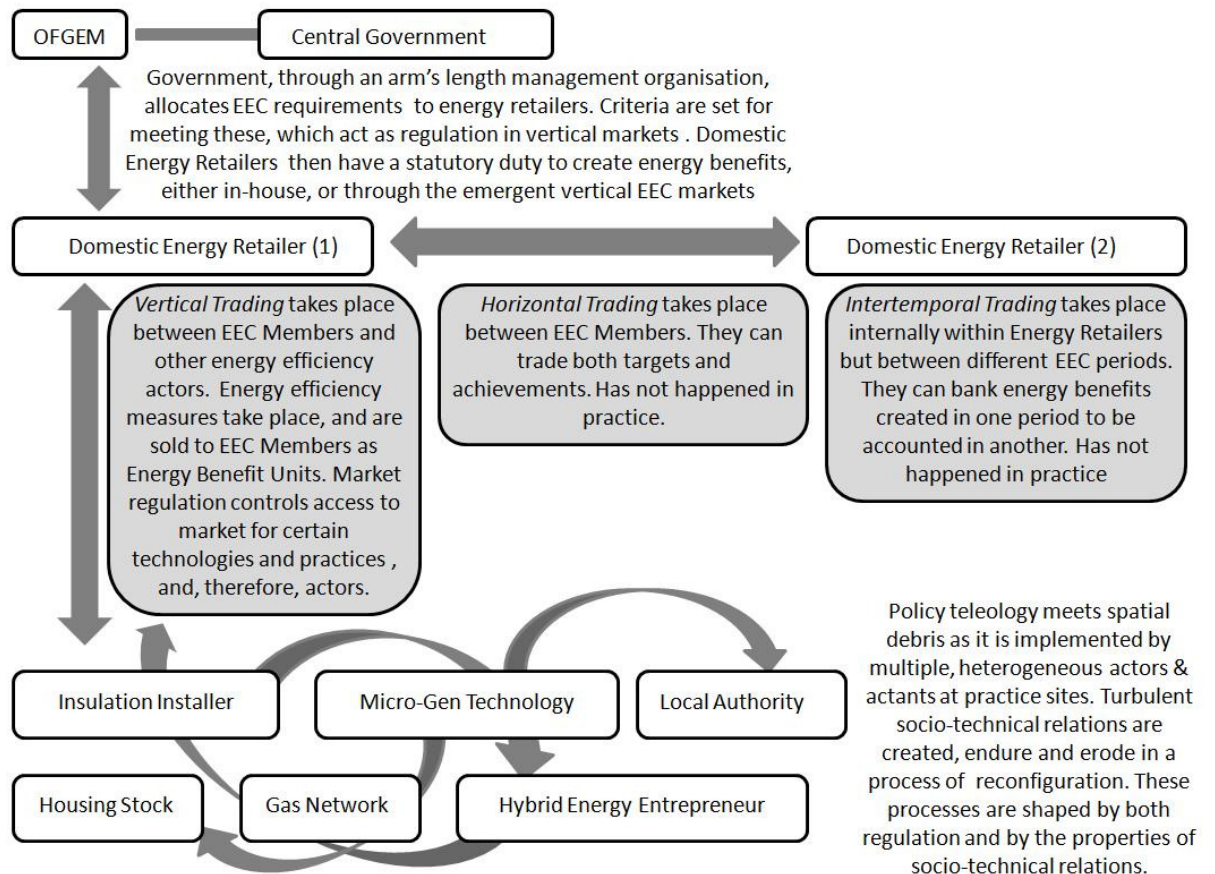 OFGEM
Central Government
Government, through an arm's length management organisation,
allocates EEC requirements to energy retailers. Criteria are set for
meeting these, which act as regulation in vertical markets . Domestic
Energy Retailers then have a statutory duty to create energy benefits,
either in-house, or through the emergent vertical EEC markets
Domestic Energy Retailer (1)
Domestic Energy Retailer (2)
Vertical Trading takes place
between EEC Members and
other energy efficiency
actors. Energy efficiency
measures take place, and are
sold to EEC Members as
Energy Benefit Units. Market
regulation controls access to
market for certain
technologies and practices ,
and, therefore, actors.
Horizontal Trading takes place
between EEC Members. They can
trade both targets and
achievements. Has not happened in
practice.
Intertemporal Trading takes place
internally within Energy Retailers
but between different EEC periods.
They can bank energy benefits
created in one period to be
accounted in another. Has not
happened in practice
Insulation Installer
Micro-Gen Technology
Local Authority
Housing Stock
Gas Network
Hybrid Energy Entrepreneur
Policy teleology meets spatial
debris as it is implemented by
multiple, heterogeneous actors &
actants at practice sites. Turbulent
socio-technical relations are
created, endure and erode in a
process of reconfiguration. These
processes are shaped by both
regulation and by the properties of
socio-technical relations.